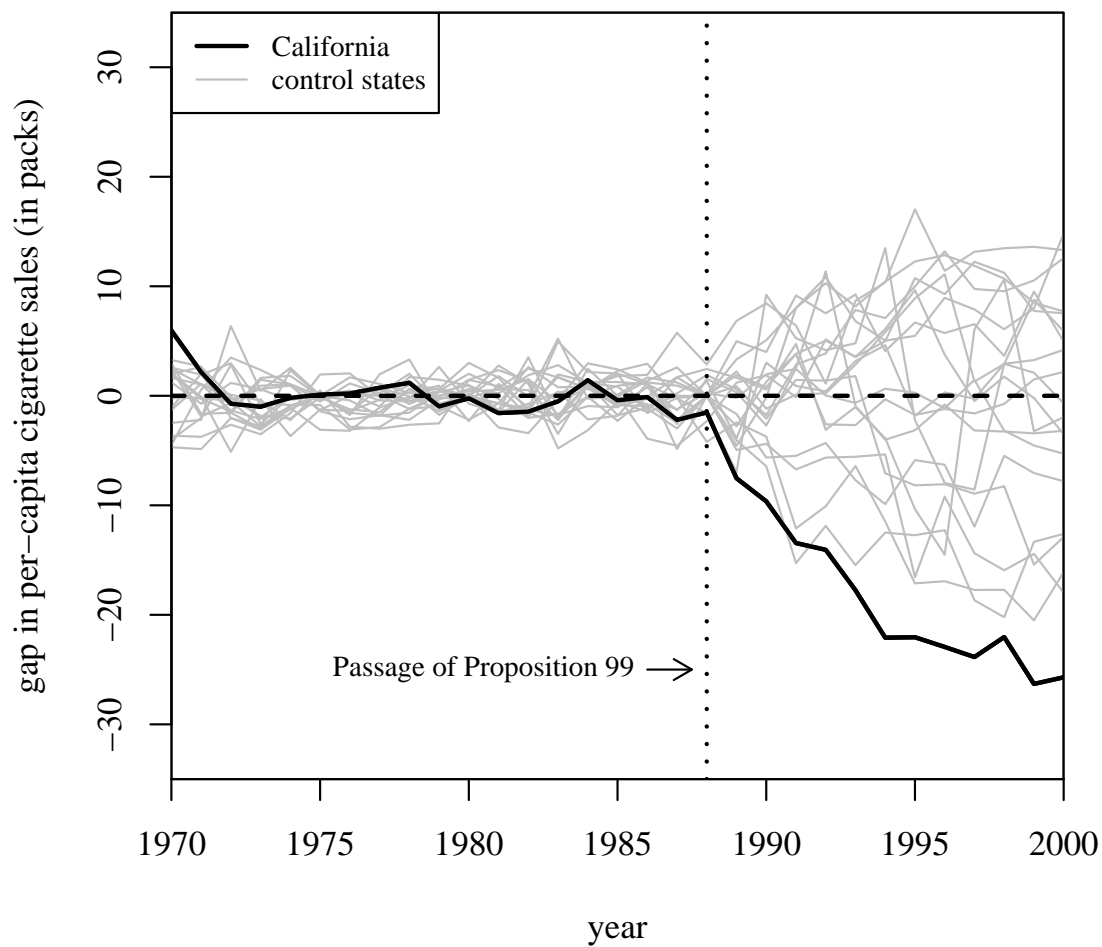 California
control states
30
20
10
0
−10
−20
−30
gap in per−capita cigarette sales (in packs)
Passage of Proposition 99
1970 1975 1980 1985 1990 1995 2000
year